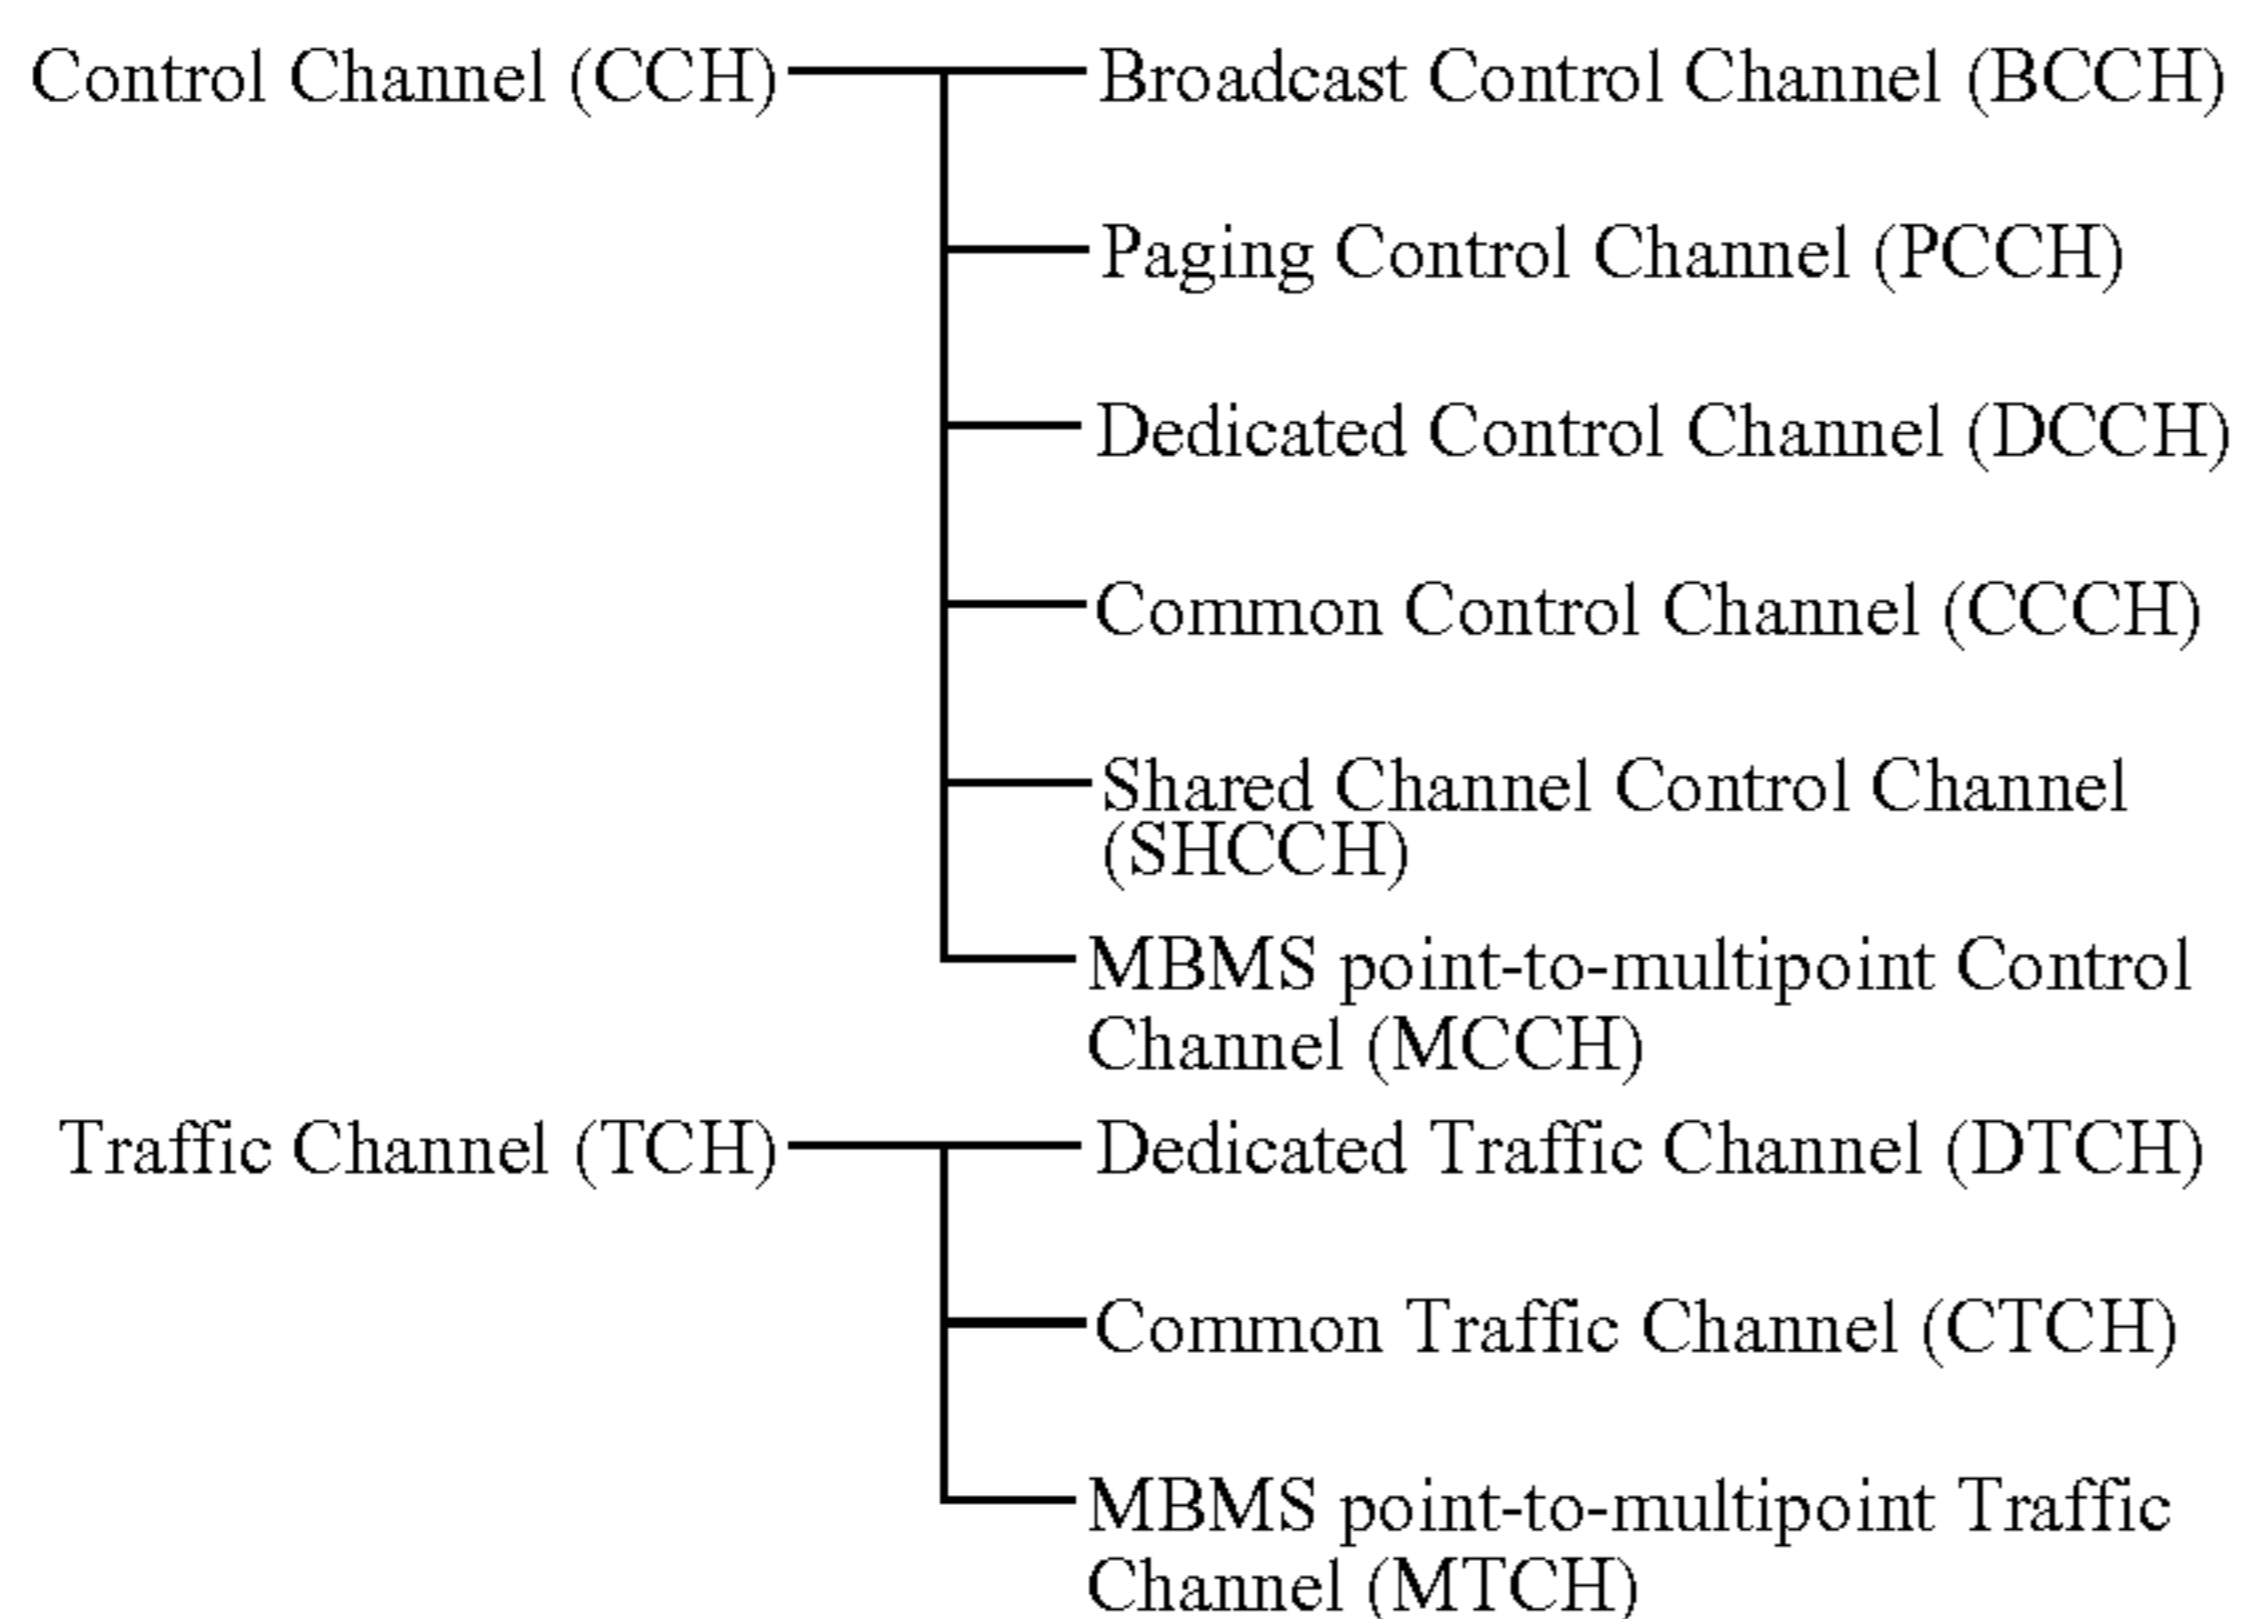 Control Channel (CCH)
Broadcast Control Channel (BCCH)
Paging Control Channel (PCCH)
Dedicated Control Channel (DCCH)
Common Control Channel (CCCH)
Shared Channel Control Channel
(SHCCH)
MBMS point-to-multipoint Control
Channel (MCCH)
Traffic Channel (TCH)
Dedicated Traffic Channel (DTCH)
Common Traffic Channel (CTCH)
MBMS point-to-multipoint Traffic
Channel (MTCH)